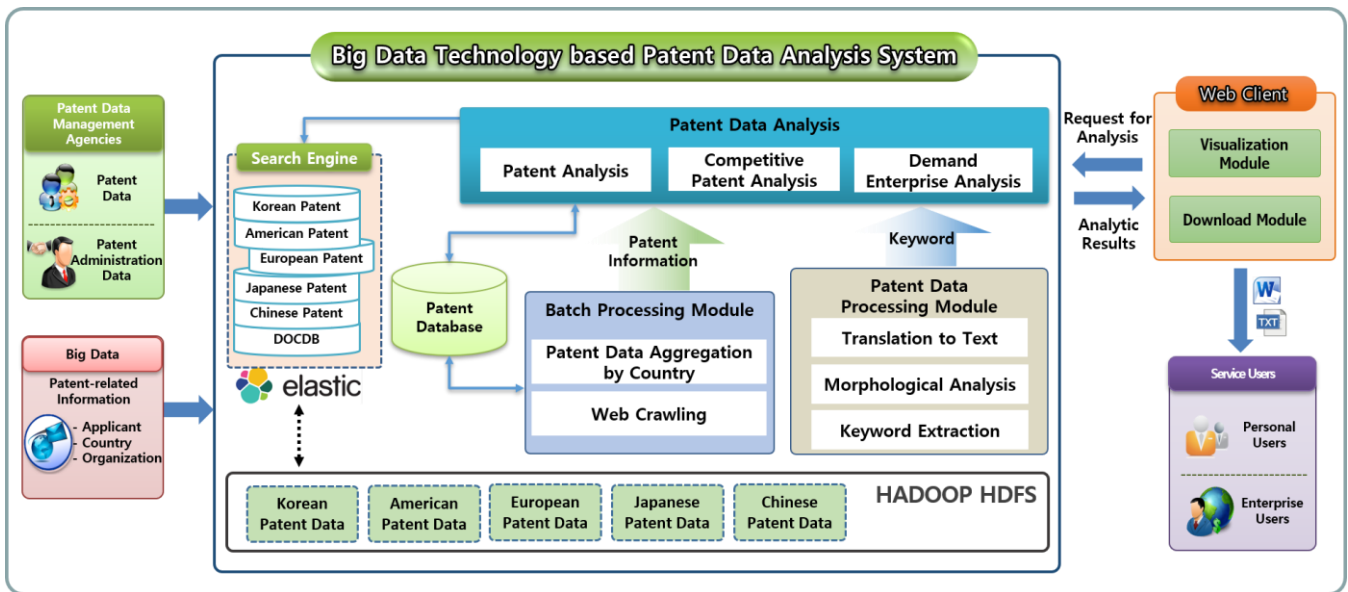 Big Data Technology based Patent Data Analysis System
Patent Data
Management
Agencies
Patent
Data
Patent
Administration
Data
Big Data
Patent-related
Information
- Applicant
- Country
- Organization
Search Engine
Korean Patent
American Patent
European Patent
Japanese Patent
Chinese Patent
DOCDB
elastic
Patent Data Analysis
Patent Analysis
Competitive
Patent Analysis
Demand
Enterprise Analysis
Patent
Information
Keyword
Patent
Database
Batch Processing Module
Patent Data Aggregation
by Country
Web Crawling
Patent Data
Processing Module
Translation to Text
Morphological Analysis
Keyword Extraction
HADOOP HDFS
Korean
Patent Data
American
Patent Data
European
Patent Data
Japanese
Patent Data
Chinese
Patent Data
Request for
Analysis
Analytic
Results
Web Client
Visualization
Module
Download Module
W
TXT
Service Users
Personal
Users
Enterprise
Users